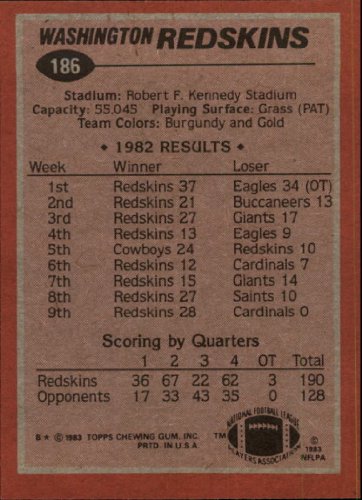 WASHINGTON REDSKINS
186
Stadium: Robert F. Kennedy Stadium
Capacity: 55,045 Playing Surface: Grass (PAT)
Team Colors: Burgundy and Gold
• 1982 RESULTS •
Week Winner Loser
1st Redskins 37 Eagles 34 (OT)
2nd Redskins 21 Buccaneers 13
3rd Redskins 27 Giants 17
4th Redskins 13 Eagles 9
5th Cowboys 24 Redskins 10
6th Redskins 12 Cardinals 7
7th Redskins 15 Giants 14
8th Redskins 27 Saints 10
9th Redskins 28 Cardinals 0
Scoring by Quarters
1 2 3 4 OT Total
Redskins 36 67 22 62 3 190
Opponents 17 33 43 35 0 128
B* © 1983 TOPPS CHEWING GUM, INC.
PRTD. IN U.S.A.
TM
NATIONAL FOOTBALL LEAGUE
PLAYERS ASSOCIATION
©
1983
NFLPA